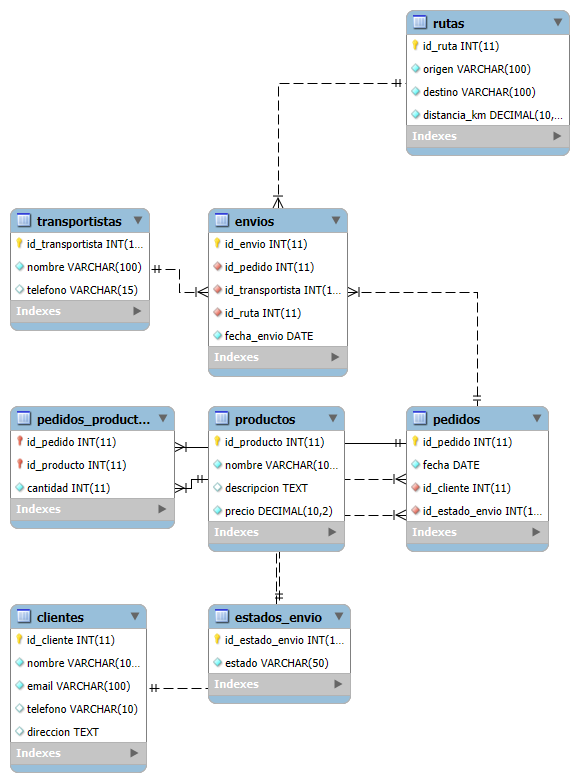 rutas
id_ruta INT(11)
origen VARCHAR(100)
destino VARCHAR(100)
distancia_km DECIMAL(10,...
Indexes
transportistas
id_transportista INT(1...
nombre VARCHAR(100)
telefono VARCHAR(15)
Indexes
envios
id_envio INT(11)
id_pedido INT(11)
id_transportista INT(1...
id_ruta INT(11)
fecha_envio DATE
Indexes
pedidos_product...
id_pedido INT(11)
id_producto INT(11)
cantidad INT(11)
Indexes
productos
id_producto INT(11)
nombre VARCHAR(10...
descripcion TEXT
precio DECIMAL(10,2)
Indexes
pedidos
id_pedido INT(11)
fecha DATE
id_cliente INT(11)
id_estado_envio INT(1...
Indexes
clientes
id_cliente INT(11)
nombre VARCHAR(10...
email VARCHAR(100)
telefono VARCHAR(10)
direccion TEXT
Indexes
estados_envio
id_estado_envio INT(1...
estado VARCHAR(50)
Indexes